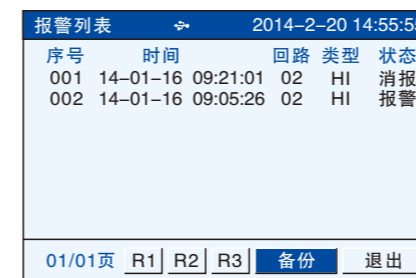 报警列表 2014–2–20 14:55:5
序号 时间 回路 类型 状态
001 14–01–16 09:21:01 02 HI 消报
002 14–01–16 09:05:26 02 HI 报警
01/01页 R1 R2 R3 备份 退出